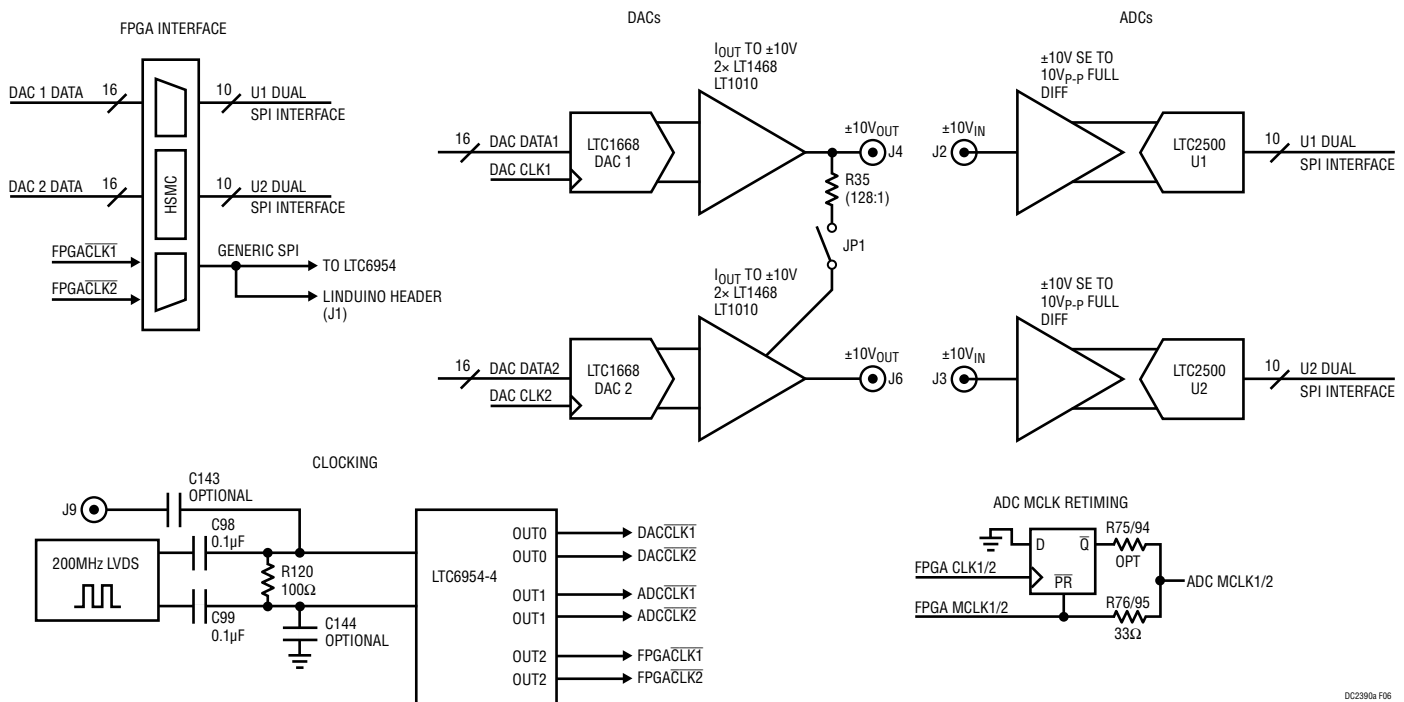 FPGA INTERFACE
DAC 1 DATA
16
10
U1 DUAL
SPI INTERFACE
DAC 2 DATA
16
10
U2 DUAL
SPI INTERFACE
HSMC
FPGACLK1
FPGACLK2
GENERIC SPI
TO LTC6954
LINDUINO HEADER
(J1)
DACs
IOUT TO ±10V
2× LT1468
LT1010
16
DAC DATA1
DAC CLK1
LTC1668
DAC 1
±10VOUT
J4
R35
(128:1)
JP1
IOUT TO ±10V
2× LT1468
LT1010
16
DAC DATA2
DAC CLK2
LTC1668
DAC 2
±10VOUT
J6
ADCs
±10V SE TO
10VP-P FULL
DIFF
±10VIN
J2
LTC2500
U1
10
U1 DUAL
SPI INTERFACE
±10V SE TO
10VP-P FULL
DIFF
±10VIN
J3
LTC2500
U2
10
U2 DUAL
SPI INTERFACE
CLOCKING
C143
OPTIONAL
J9
C98
0.1µF
200MHz LVDS
R120
100Ω
C99
0.1µF
C144
OPTIONAL
LTC6954-4
OUT0
DACCLK1
OUT0
DACCLK2
OUT1
ADCCLK1
OUT1
ADCCLK2
OUT2
FPGACLK1
OUT2
FPGACLK2
ADC MCLK RETIMING
D
Q̅
PR
R75/94
OPT
FPGA CLK1/2
ADC MCLK1/2
FPGA MCLK1/2
R76/95
33Ω
DC2390a F06